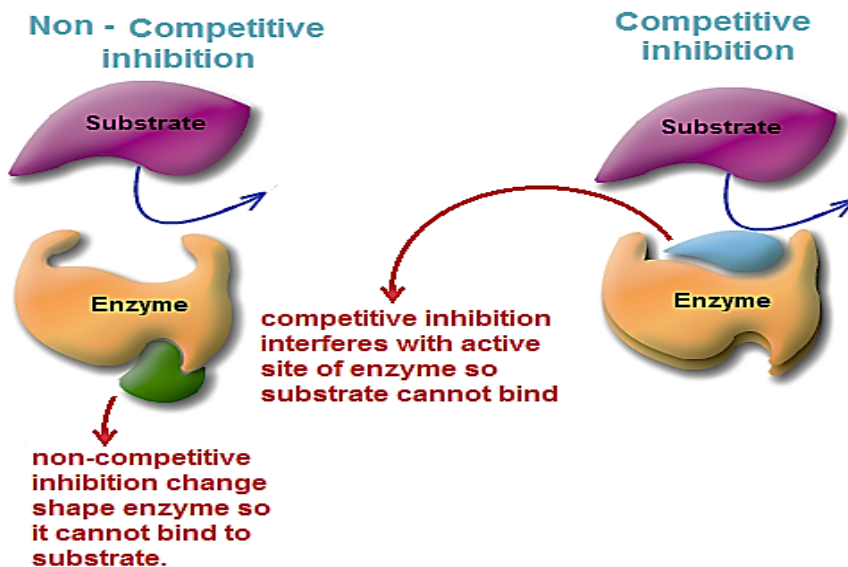 Non - Competitive
inhibition
Substrate
Enzyme
non-competitive
inhibition change
shape enzyme so
it cannot bind to
substrate.
Competitive
inhibition
Substrate
Enzyme
competitive inhibition
interferes with active
site of enzyme so
substrate cannot bind